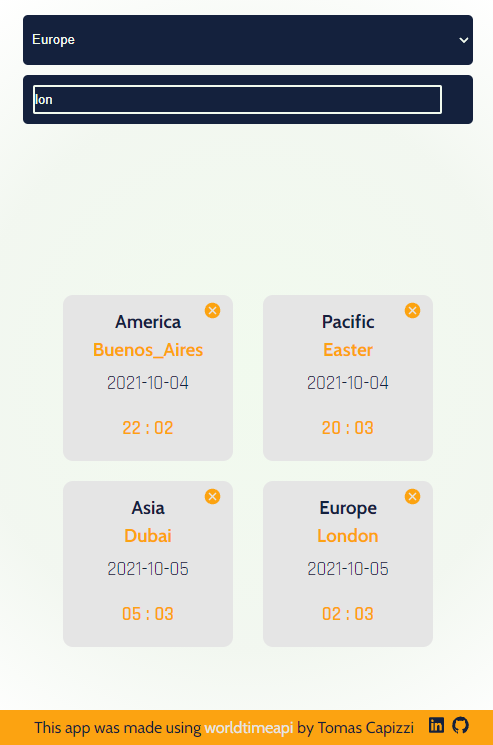 Europe
lon
America
Buenos_Aires
2021-10-04
22 : 02
Pacific
Easter
2021-10-04
20 : 03
Asia
Dubai
2021-10-05
05 : 03
Europe
London
2021-10-05
02 : 03
This app was made using worldtimeapi by Tomas Capizzi